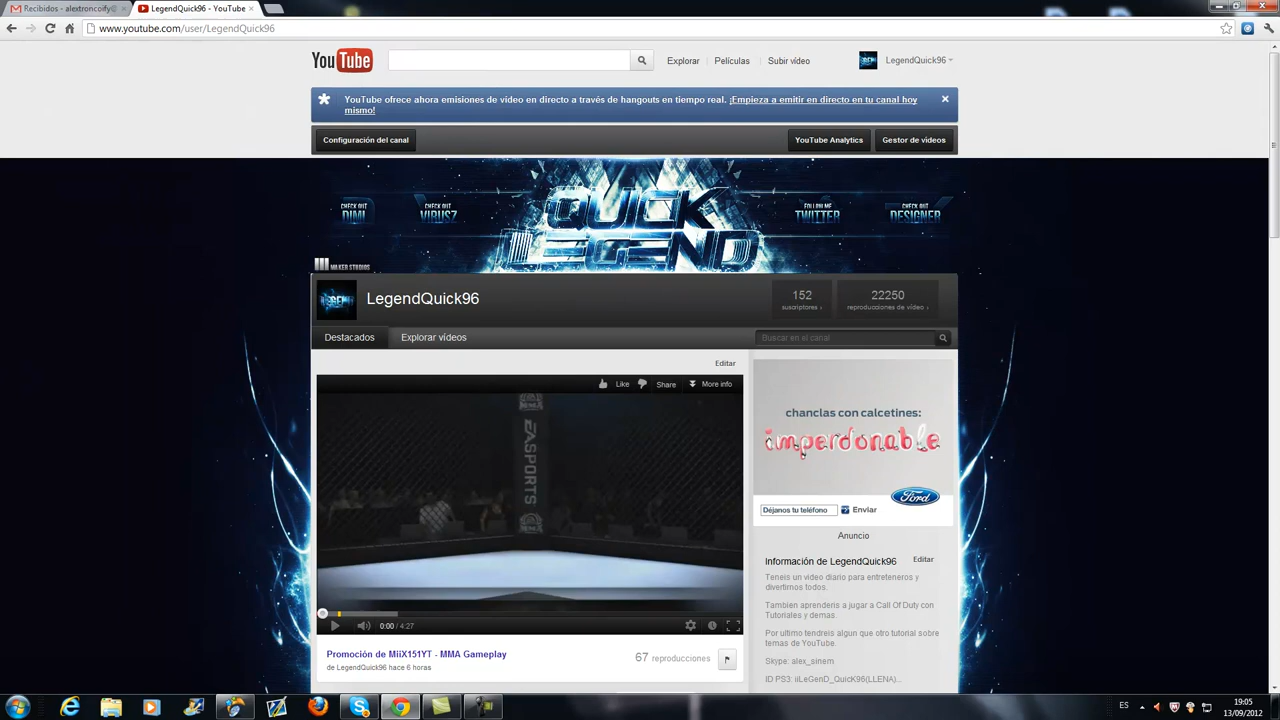 Recibidos - alextroncoify@
LegendQuick96 - YouTube
www.youtube.com/user/LegendQuick96
YouTube
Explorar
Películas
Subir vídeo
LegendQuick96
YouTube ofrece ahora emisiones de vídeo en directo a través de hangouts en tiempo real. ¡Empieza a emitir en directo en tu canal hoy
mismo!
Configuración del canal
YouTube Analytics
Gestor de vídeos
CHECK OUT
DIMI
CHECK OUT
VIRUSZ
QUICK
LEGEND
FOLLOW ME
TWITTER
CHECK OUT
DESIGNER
MILKER STUDIOS
LegendQuick96
152
suscriptores ›
22250
reproducciones de vídeo ›
Destacados
Explorar vídeos
Buscar en el canal
Editar
Like
Share
More info
EA SPORTS
0:00 / 4:27
Promoción de MiiX151YT - MMA Gameplay
de LegendQuick96 hace 6 horas
67 reproducciones
chanclas con calcetines:
imperdonable
Ford
Déjanos tu teléfono
Enviar
Anuncio
Información de LegendQuick96
Editar
Teneis un video diario para entreteneros y
divertirnos todos.
Tambien aprenderis a jugar a Call Of Duty con
Tutoriales y demas.
Por ultimo tendreis algun que otro tutorial sobre
temas de YouTube.
Skype: alex_sinem
ID PS3: iiLeGenD_QuicK96(LLENA)...
ES
19:05
13/09/2012